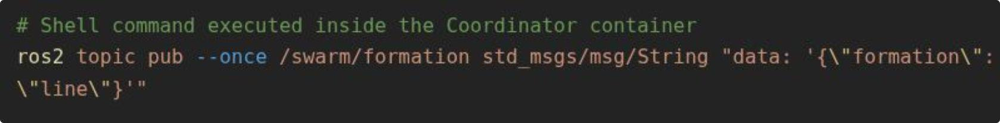 # Shell command executed inside the Coordinator container
ros2 topic pub --once /swarm/formation std_msgs/msg/String "data: '{\"formation\":
\"line\"}'"